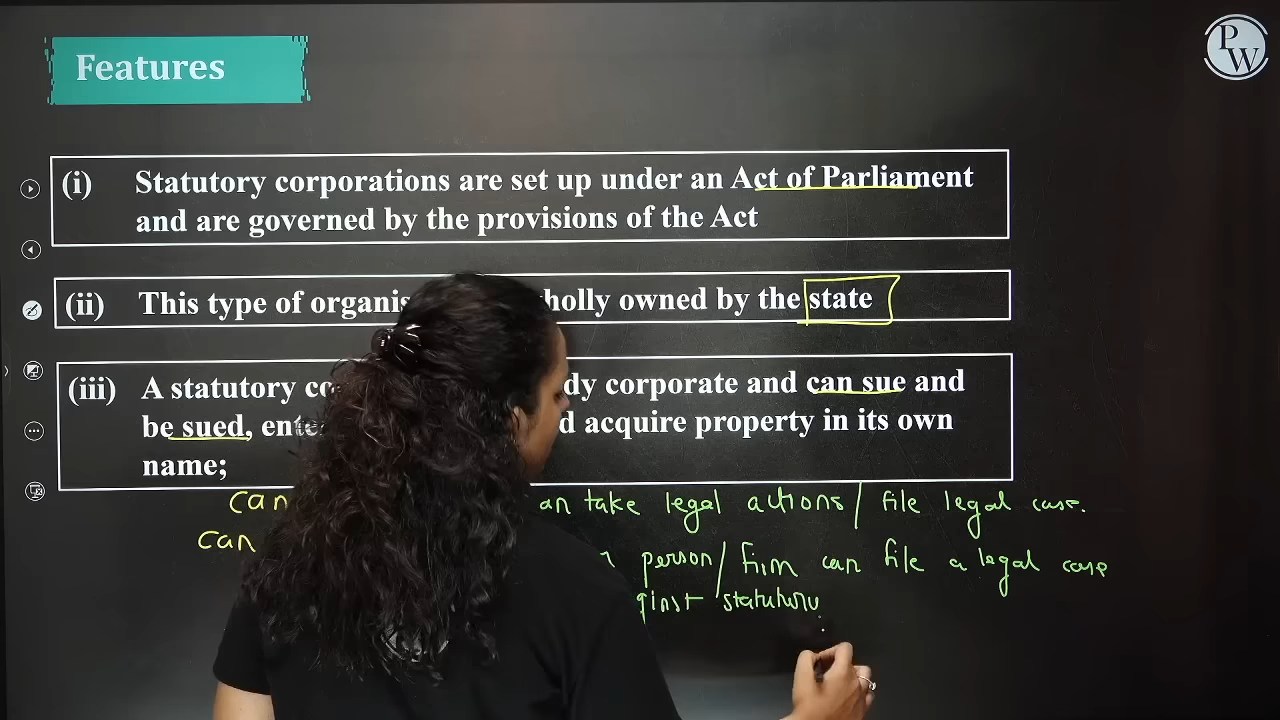 Features
PW
(i) Statutory corporations are set up under an Act of Parliament
and are governed by the provisions of the Act
(ii) This type of organis holly owned by the state
(iii) A statutory co dy corporate and can sue and
be sued, ente d acquire property in its own
name;
can an take legal actions / file legal case.
can person / firm can file a legal case
ginst statutory